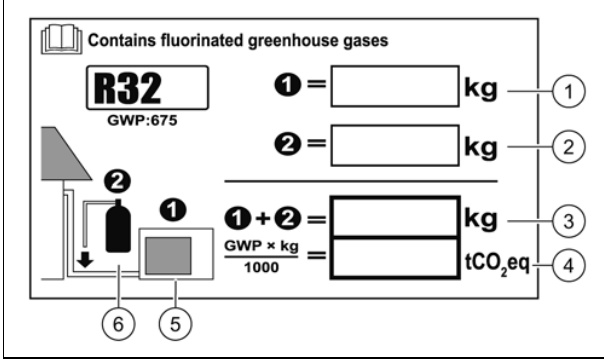 Contains fluorinated greenhouse gases
R32
GWP:675
❶ = kg 1
❷ = kg 2
❷
❶
❶+❷ = kg 3
GWP × kg
1000
= tCO₂eq 4
6 5